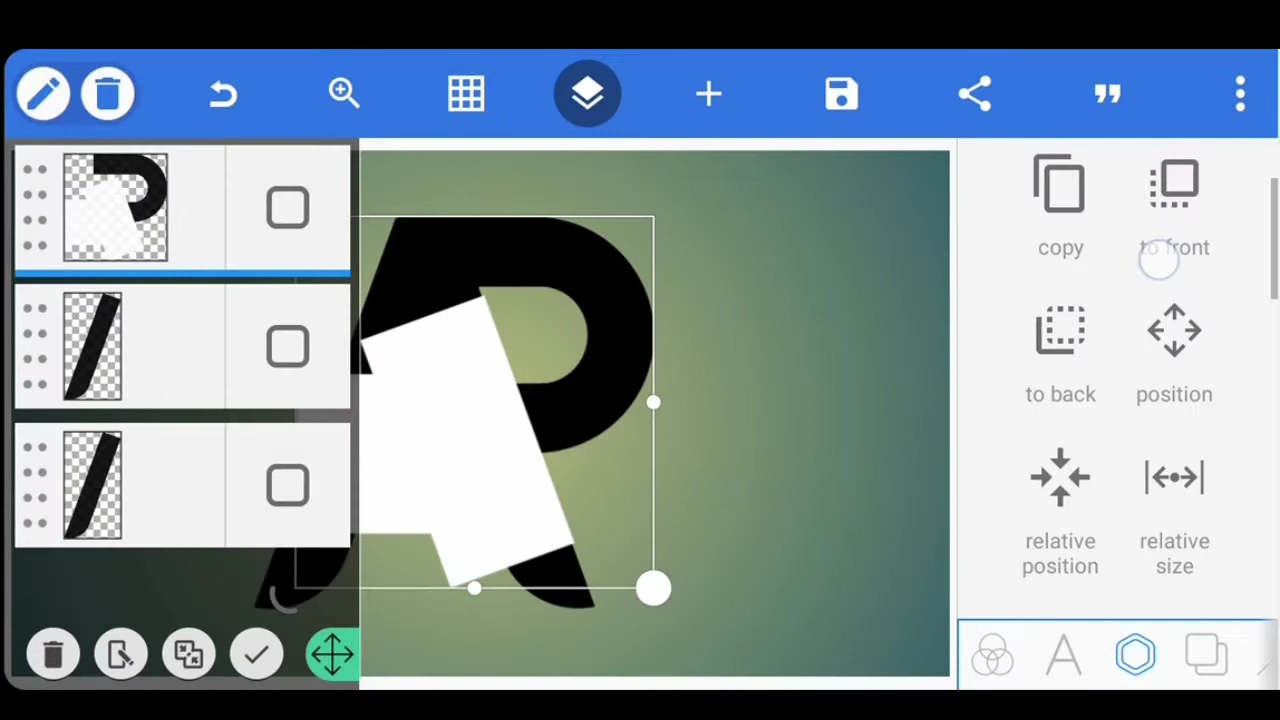 copy
to front
to back
position
relative
position
relative
size